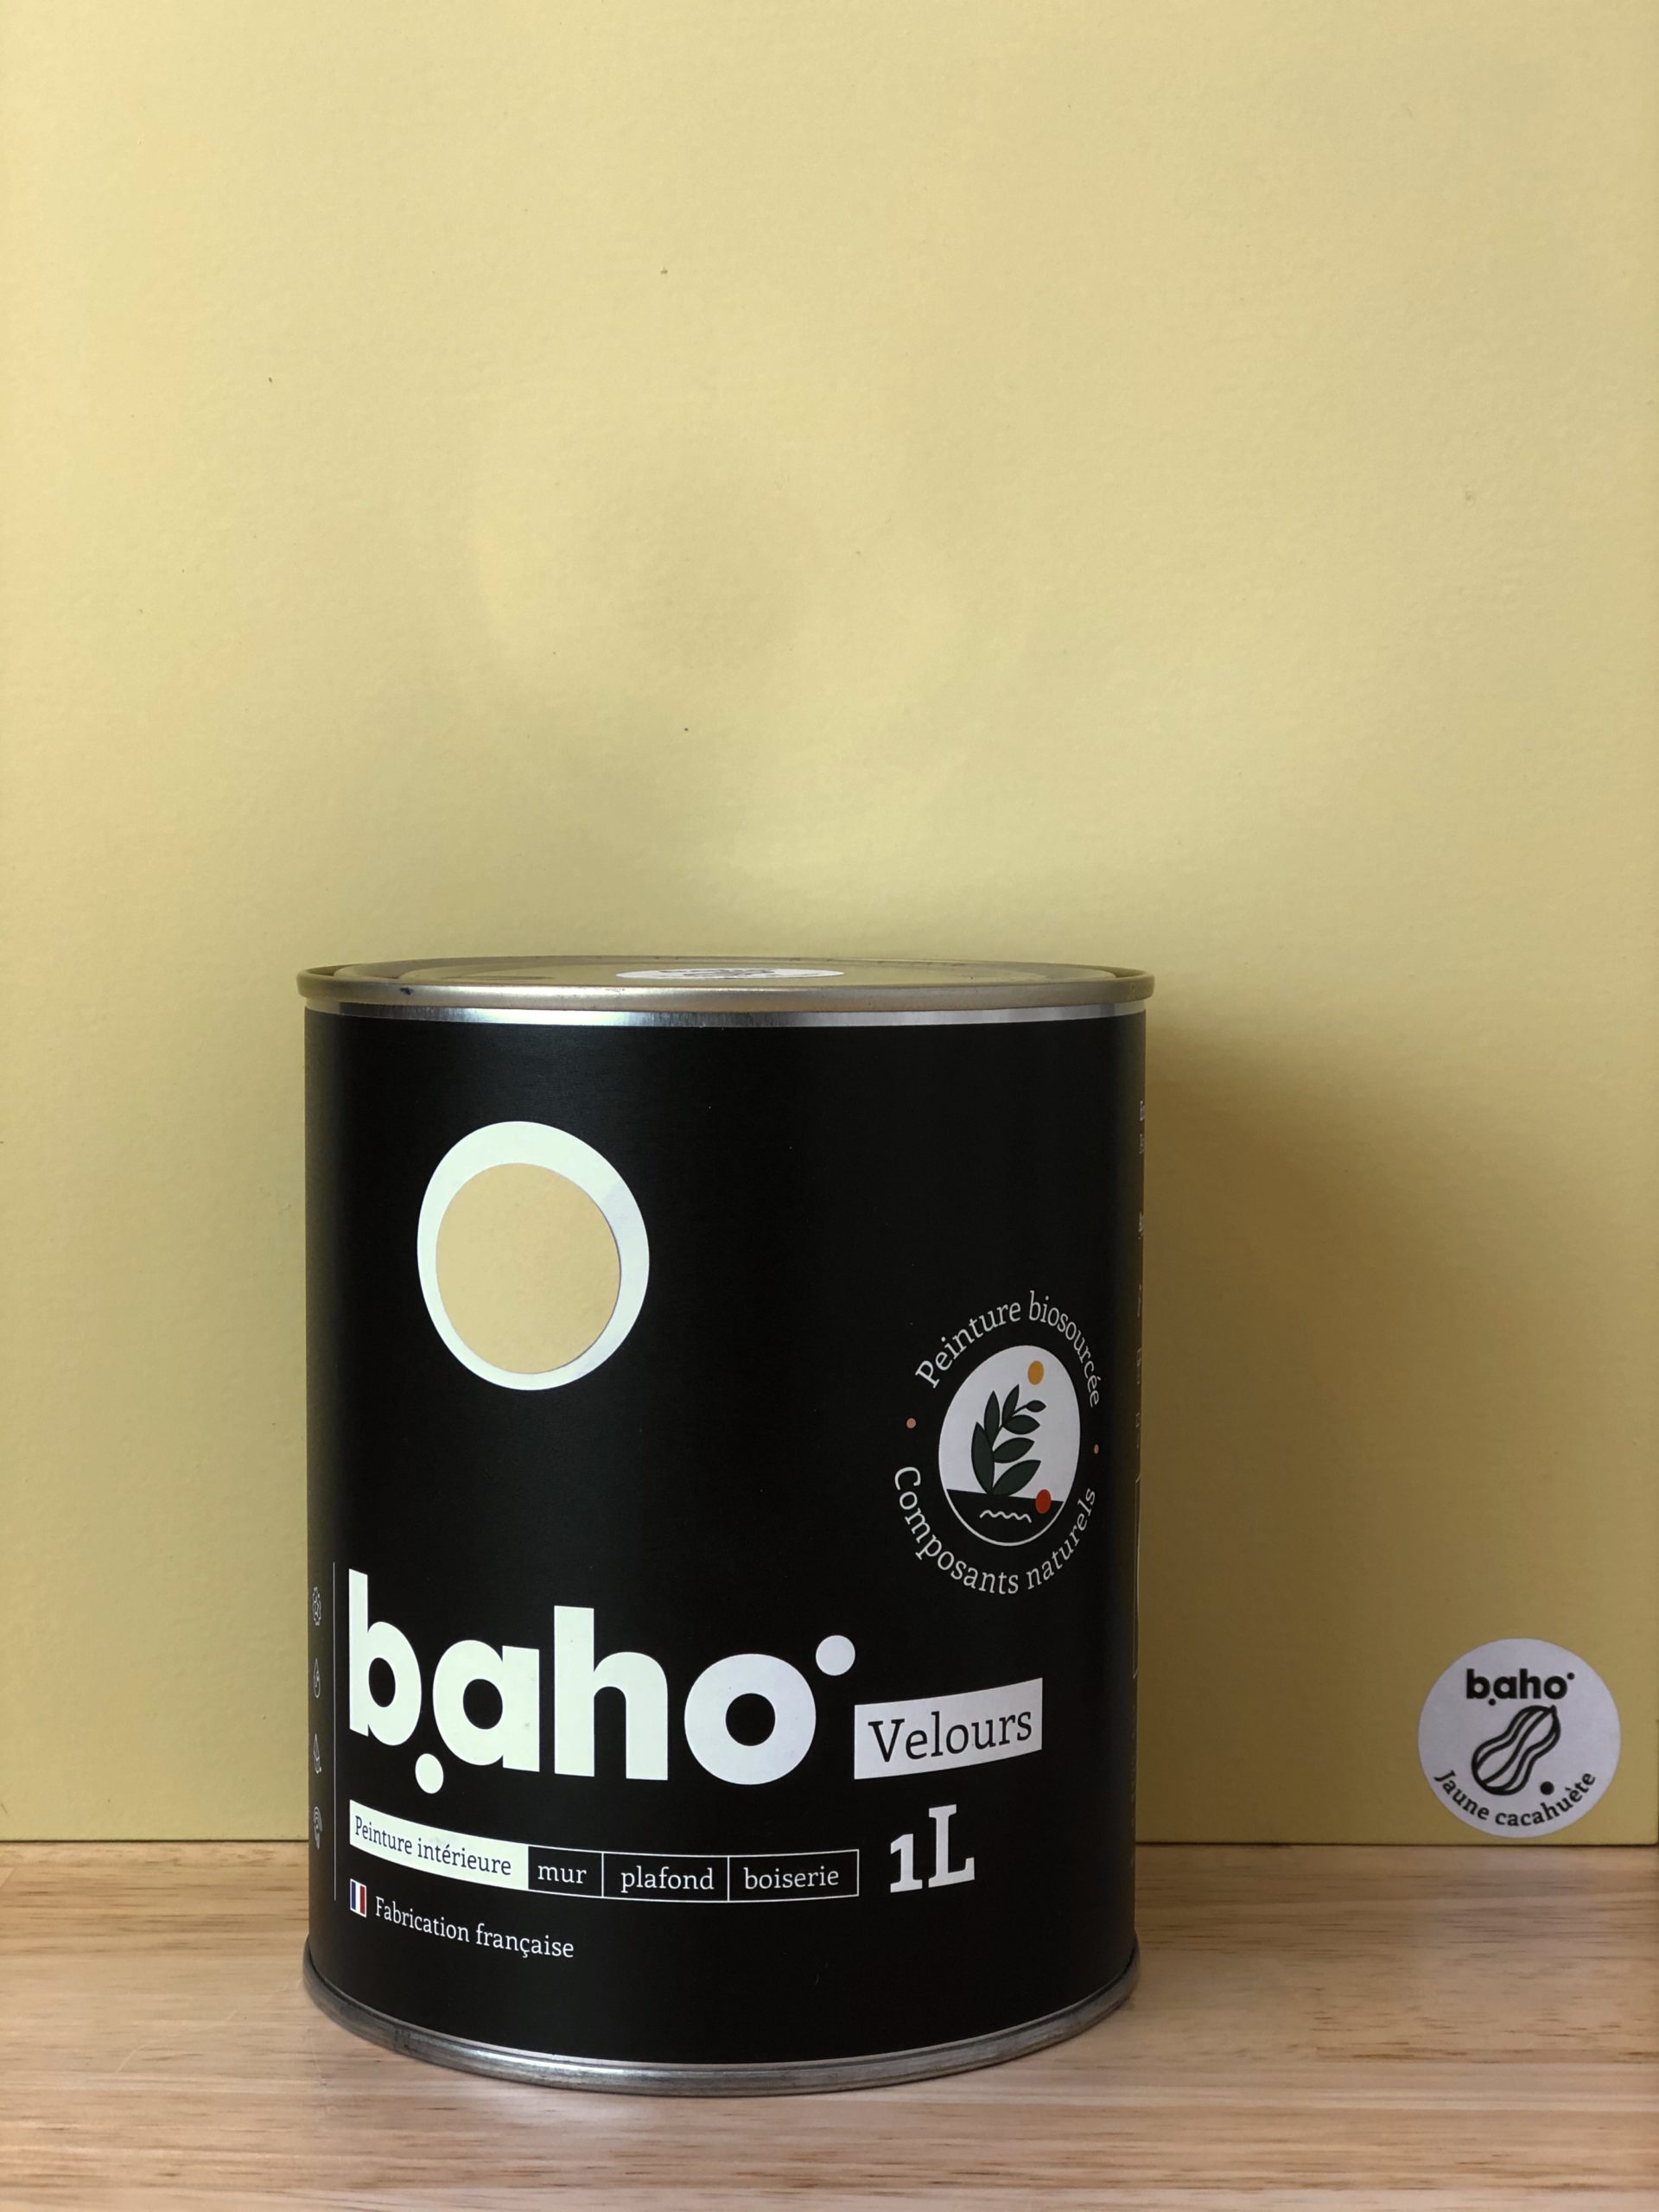 Peinture biosourcée
Composants naturels
baho
Velours
Peinture intérieure mur plafond boiserie 1L
Fabrication française
baho
Jaune cacahuète